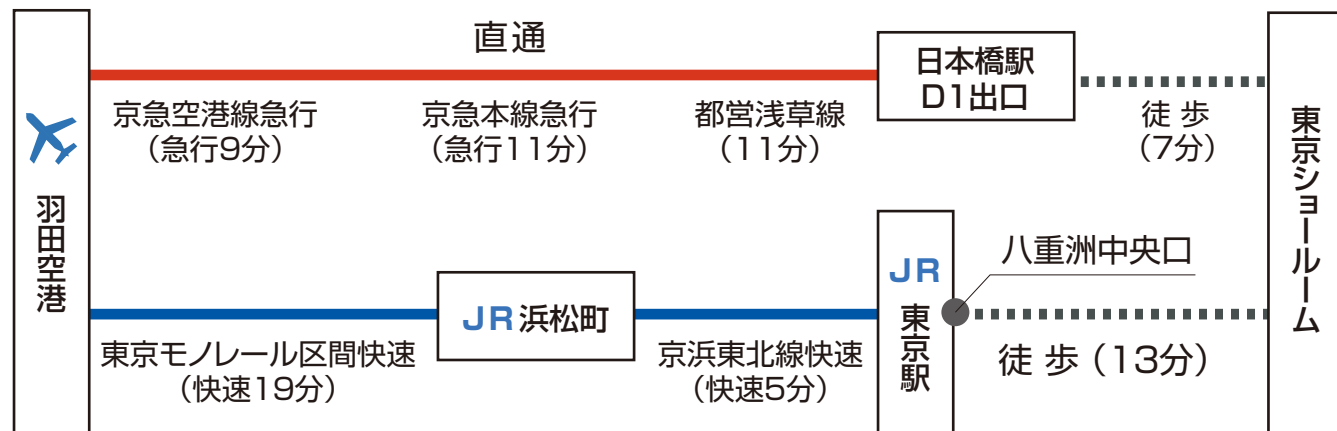 羽田空港
直通
京急空港線急行
（急行9分）
京急本線急行
（急行11分）
都営浅草線
（11分）
日本橋駅
D1出口
徒 歩
（7分）
東京モノレール区間快速
（快速19分）
JR浜松町
京浜東北線快速
（快速5分）
JR
東京駅
八重洲中央口
徒 歩（13分）
東京ショールーム